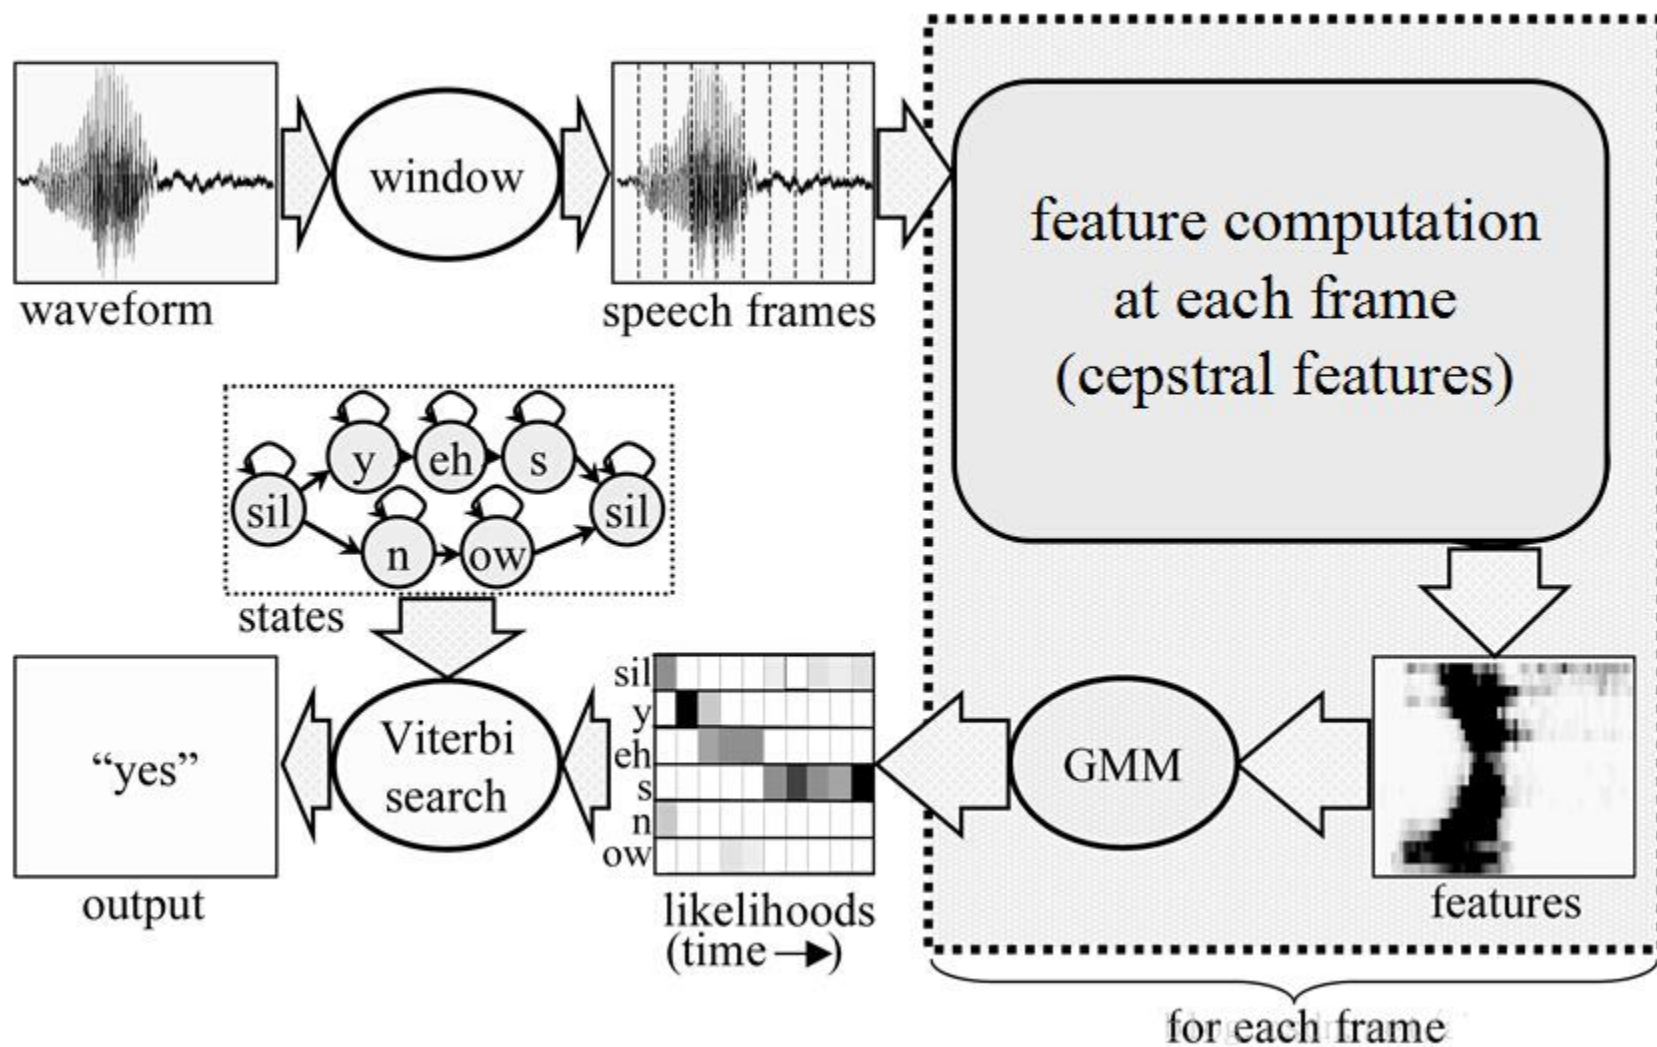 waveform
window
speech frames
feature computation
at each frame
(cepstral features)
sil
y
eh
s
sil
n
ow
states
“yes”
output
Viterbi
search
sil
y
eh
s
n
ow
likelihoods
(time →)
GMM
features
for each frame